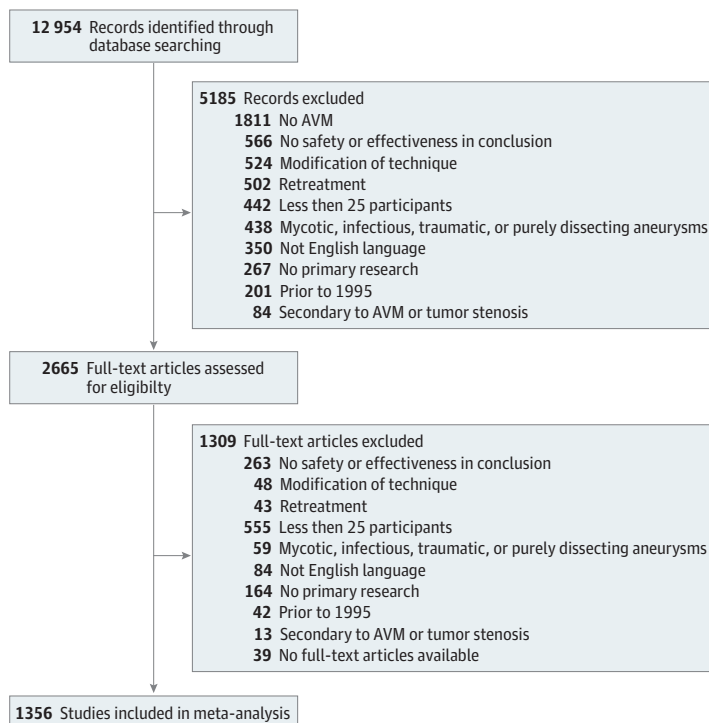 12 954 Records identified through
database searching
5185 Records excluded
1811 No AVM
566 No safety or effectiveness in conclusion
524 Modification of technique
502 Retreatment
442 Less then 25 participants
438 Mycotic, infectious, traumatic, or purely dissecting aneurysms
350 Not English language
267 No primary research
201 Prior to 1995
84 Secondary to AVM or tumor stenosis
2665 Full-text articles assessed
for eligibilty
1309 Full-text articles excluded
263 No safety or effectiveness in conclusion
48 Modification of technique
43 Retreatment
555 Less then 25 participants
59 Mycotic, infectious, traumatic, or purely dissecting aneurysms
84 Not English language
164 No primary research
42 Prior to 1995
13 Secondary to AVM or tumor stenosis
39 No full-text articles available
1356 Studies included in meta-analysis